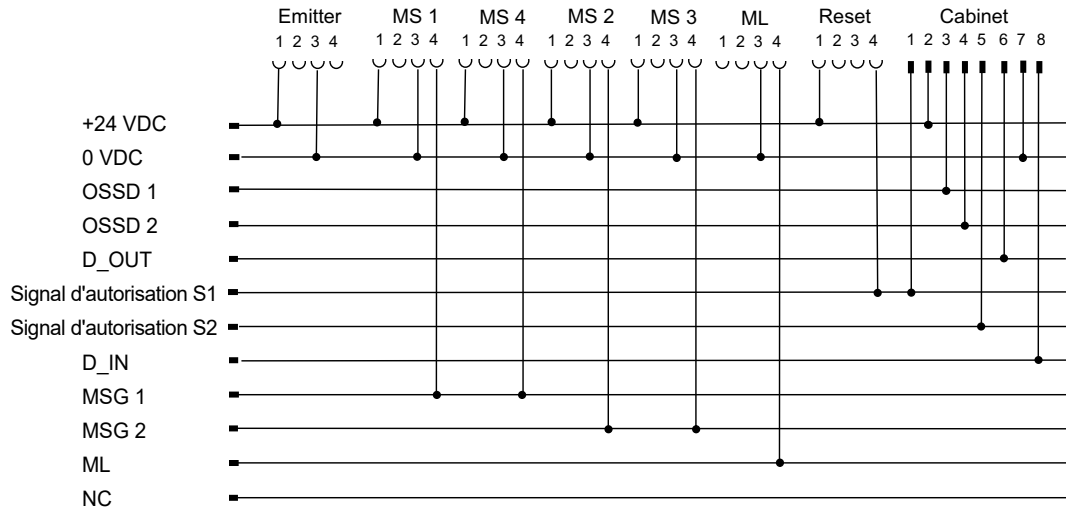 Emitter MS 1 MS 4 MS 2 MS 3 ML Reset Cabinet
1 2 3 4 1 2 3 4 1 2 3 4 1 2 3 4 1 2 3 4 1 2 3 4 1 2 3 4 1 2 3 4 5 6 7 8
+24 VDC
0 VDC
OSSD 1
OSSD 2
D_OUT
Signal d'autorisation S1
Signal d'autorisation S2
D_IN
MSG 1
MSG 2
ML
NC